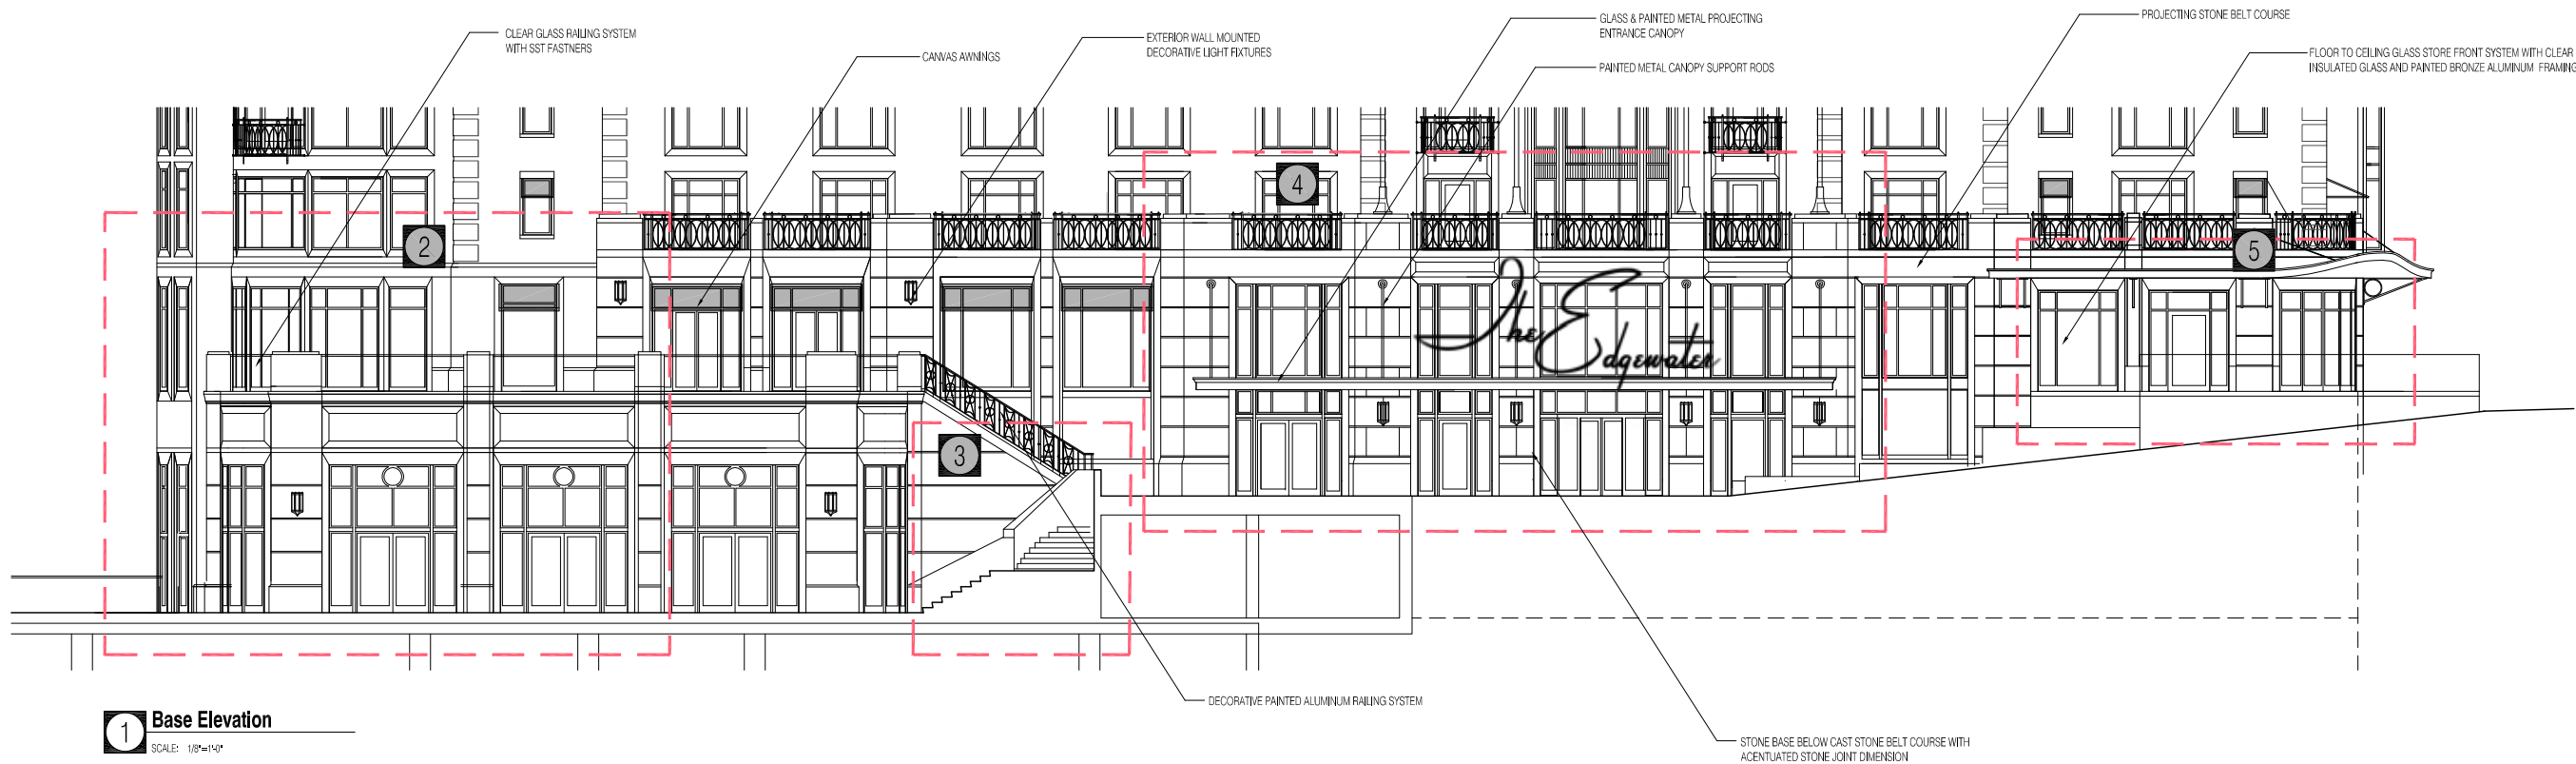 CLEAR GLASS RAILING SYSTEM
WITH SST FASTNERS
CANVAS AWNINGS
EXTERIOR WALL MOUNTED
DECORATIVE LIGHT FIXTURES
GLASS & PAINTED METAL PROJECTING
ENTRANCE CANOPY
PAINTED METAL CANOPY SUPPORT RODS
PROJECTING STONE BELT COURSE
FLOOR TO CEILING GLASS STORE FRONT SYSTEM WITH CLEAR
INSULATED GLASS AND PAINTED BRONZE ALUMINUM FRAMING
2
4
5
The Edgewater
3
DECORATIVE PAINTED ALUMINUM RAILING SYSTEM
STONE BASE BELOW CAST STONE BELT COURSE WITH
ACENTUATED STONE JOINT DIMENSION
1 Base Elevation
SCALE: 1/8"=1'-0"